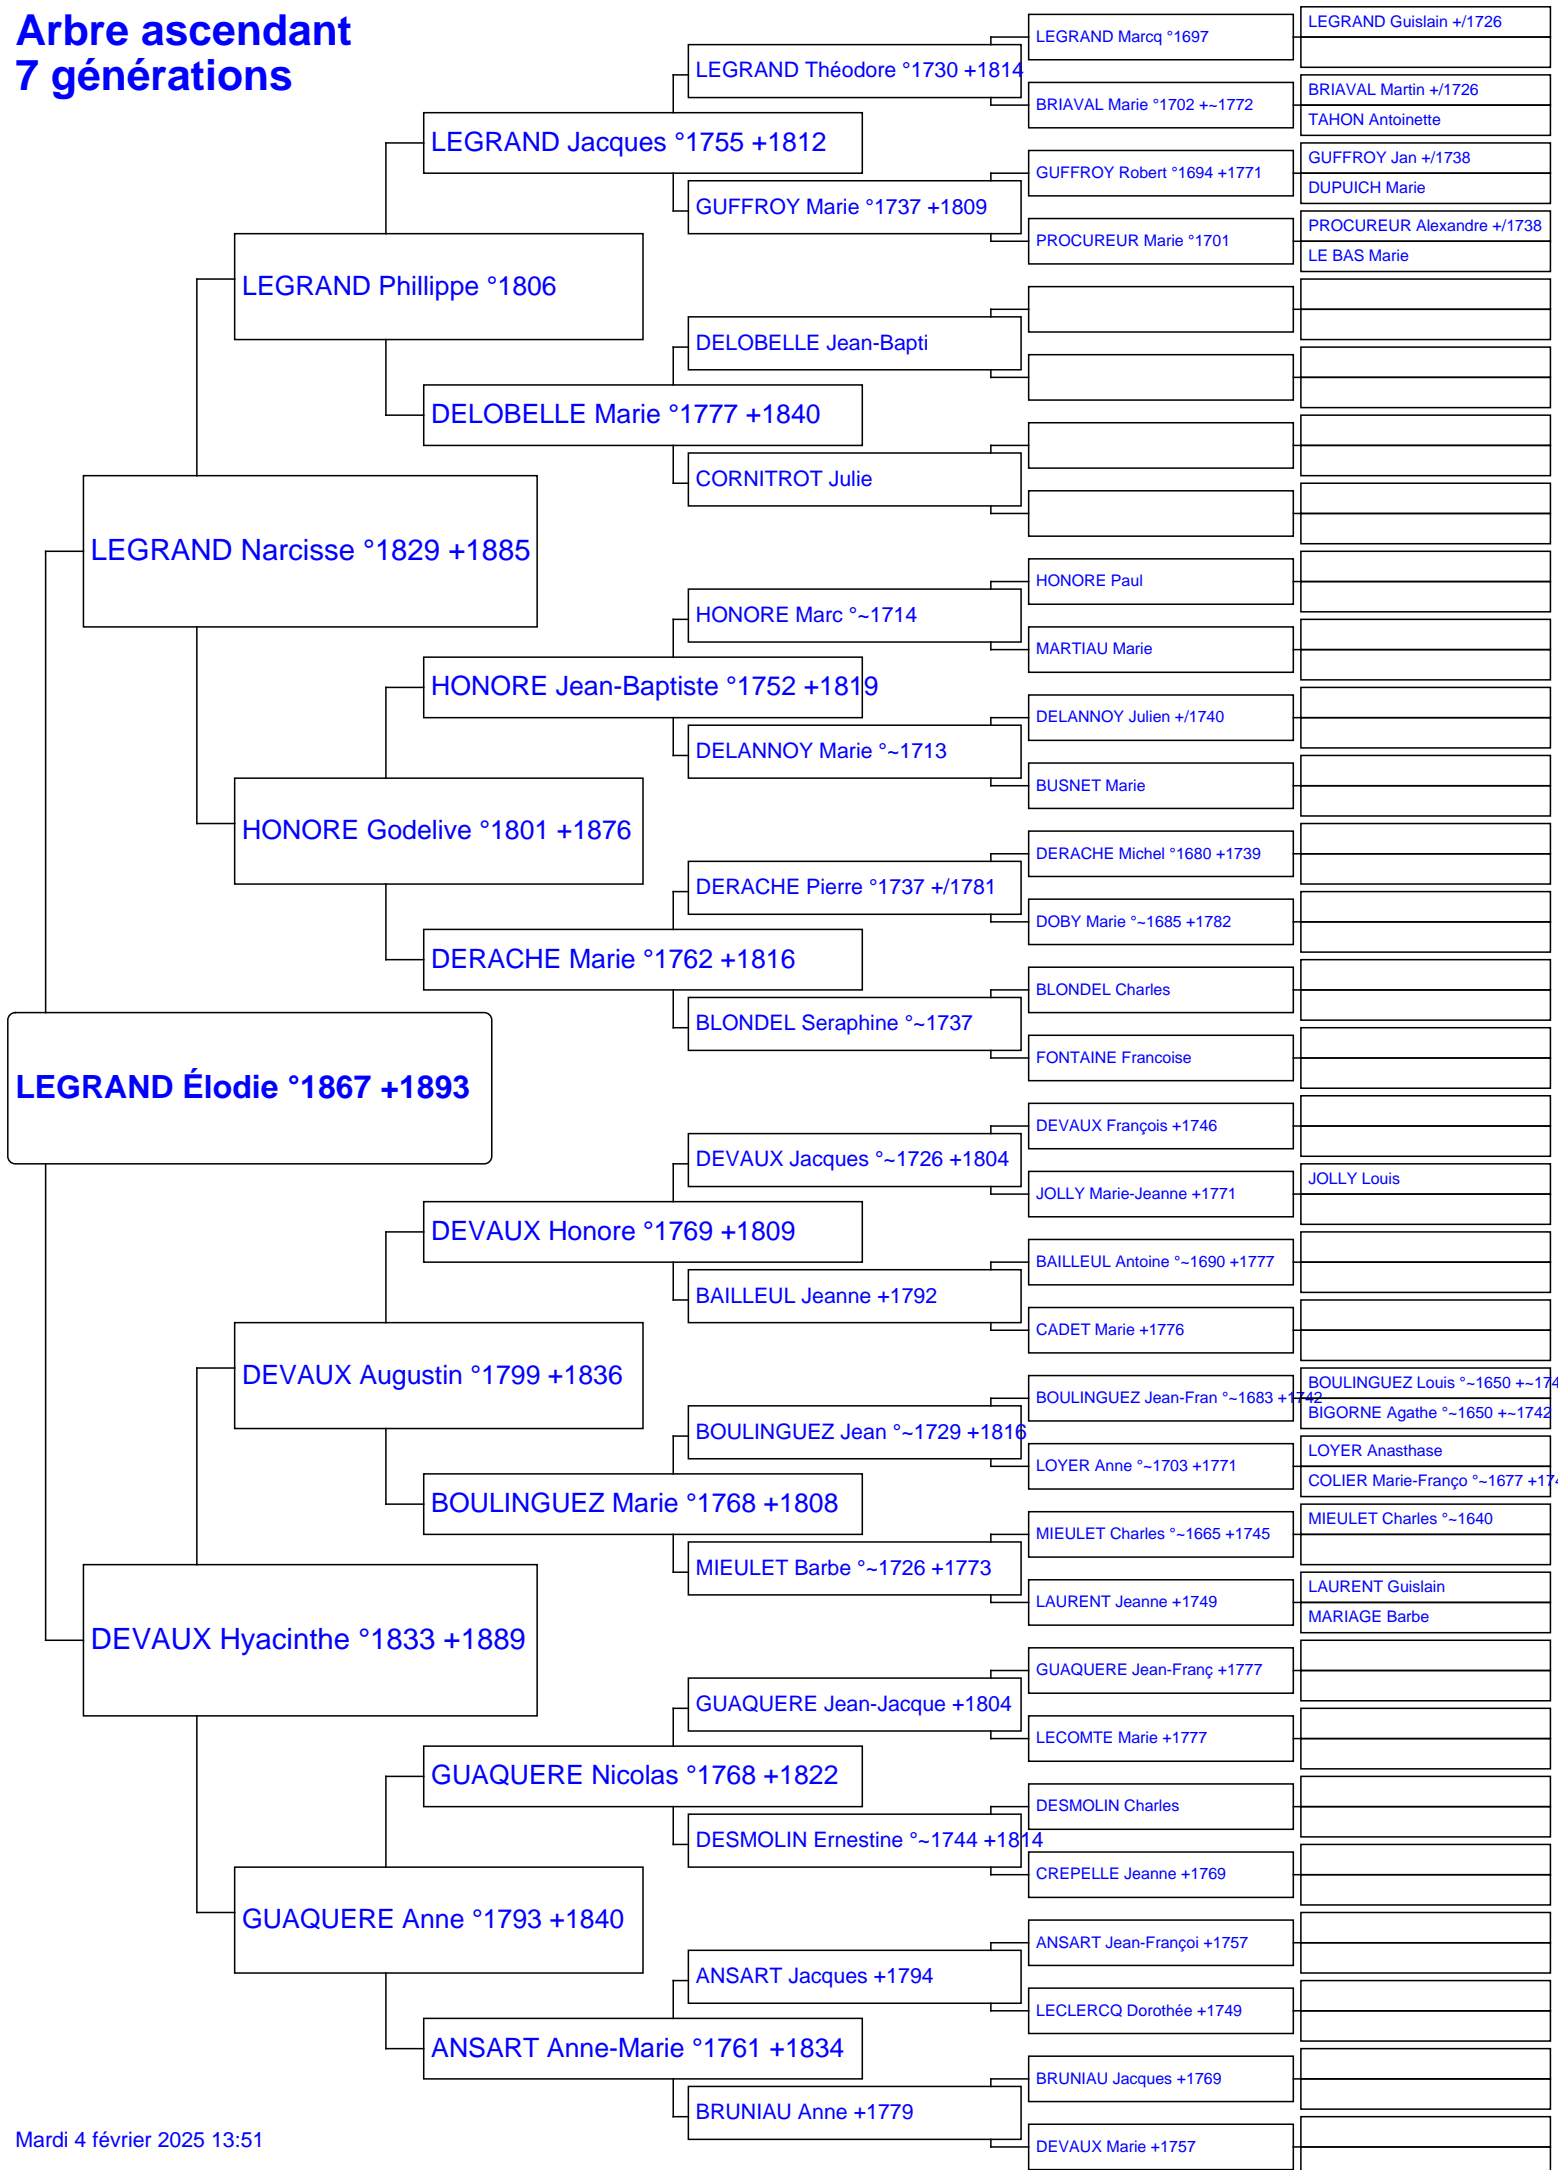 Arbre ascendant
7 générations
LEGRAND Élodie °1867 +1893
LEGRAND Narcisse °1829 +1885
DEVAUX Hyacinthe °1833 +1889
LEGRAND Phillippe °1806
HONORE Godelive °1801 +1876
DEVAUX Augustin °1799 +1836
GUAQUERE Anne °1793 +1840
LEGRAND Jacques °1755 +1812
DELOBELLE Marie °1777 +1840
HONORE Jean-Baptiste °1752 +1819
DERACHE Marie °1762 +1816
DEVAUX Honore °1769 +1809
BOULINGUEZ Marie °1768 +1808
GUAQUERE Nicolas °1768 +1822
ANSART Anne-Marie °1761 +1834
LEGRAND Théodore °1730 +1814
GUFFROY Marie °1737 +1809
DELOBELLE Jean-Bapti
CORNITROT Julie
HONORE Marc °~1714
DELANNOY Marie °~1713
DERACHE Pierre °1737 +/1781
BLONDEL Seraphine °~1737
DEVAUX Jacques °~1726 +1804
BAILLEUL Jeanne +1792
BOULINGUEZ Jean °~1729 +1816
MIEULET Barbe °~1726 +1773
GUAQUERE Jean-Jacque +1804
DESMOLIN Ernestine °~1744 +1814
ANSART Jacques +1794
BRUNIAU Anne +1779
LEGRAND Marcq °1697
BRIAVAL Marie °1702 +~1772
GUFFROY Robert °1694 +1771
PROCUREUR Marie °1701
HONORE Paul
MARTIAU Marie
DELANNOY Julien +/1740
BUSNET Marie
DERACHE Michel °1680 +1739
DOBY Marie °~1685 +1782
BLONDEL Charles
FONTAINE Francoise
DEVAUX François +1746
JOLLY Marie-Jeanne +1771
BAILLEUL Antoine °~1690 +1777
CADET Marie +1776
BOULINGUEZ Jean-Fran °~1683 +1742
LOYER Anne °~1703 +1771
MIEULET Charles °~1665 +1745
LAURENT Jeanne +1749
GUAQUERE Jean-Franç +1777
LECOMTE Marie +1777
DESMOLIN Charles
CREPELLE Jeanne +1769
ANSART Jean-Françoi +1757
LECLERCQ Dorothée +1749
BRUNIAU Jacques +1769
DEVAUX Marie +1757
LEGRAND Guislain +/1726
BRIAVAL Martin +/1726
TAHON Antoinette
GUFFROY Jan +/1738
DUPUICH Marie
PROCUREUR Alexandre +/1738
LE BAS Marie
JOLLY Louis
BOULINGUEZ Louis °~1650 +~174
BIGORNE Agathe °~1650 +~1742
LOYER Anasthase
COLIER Marie-Franço °~1677 +174
MIEULET Charles °~1640
LAURENT Guislain
MARIAGE Barbe
Mardi 4 février 2025 13:51